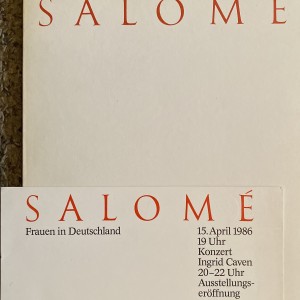 SALOMÉ
SALOMÉ
Frauen in Deutschland
15. April 1986
19 Uhr
Konzert
Ingrid Caven
20–22 Uhr
Ausstellungs-
eröffnung